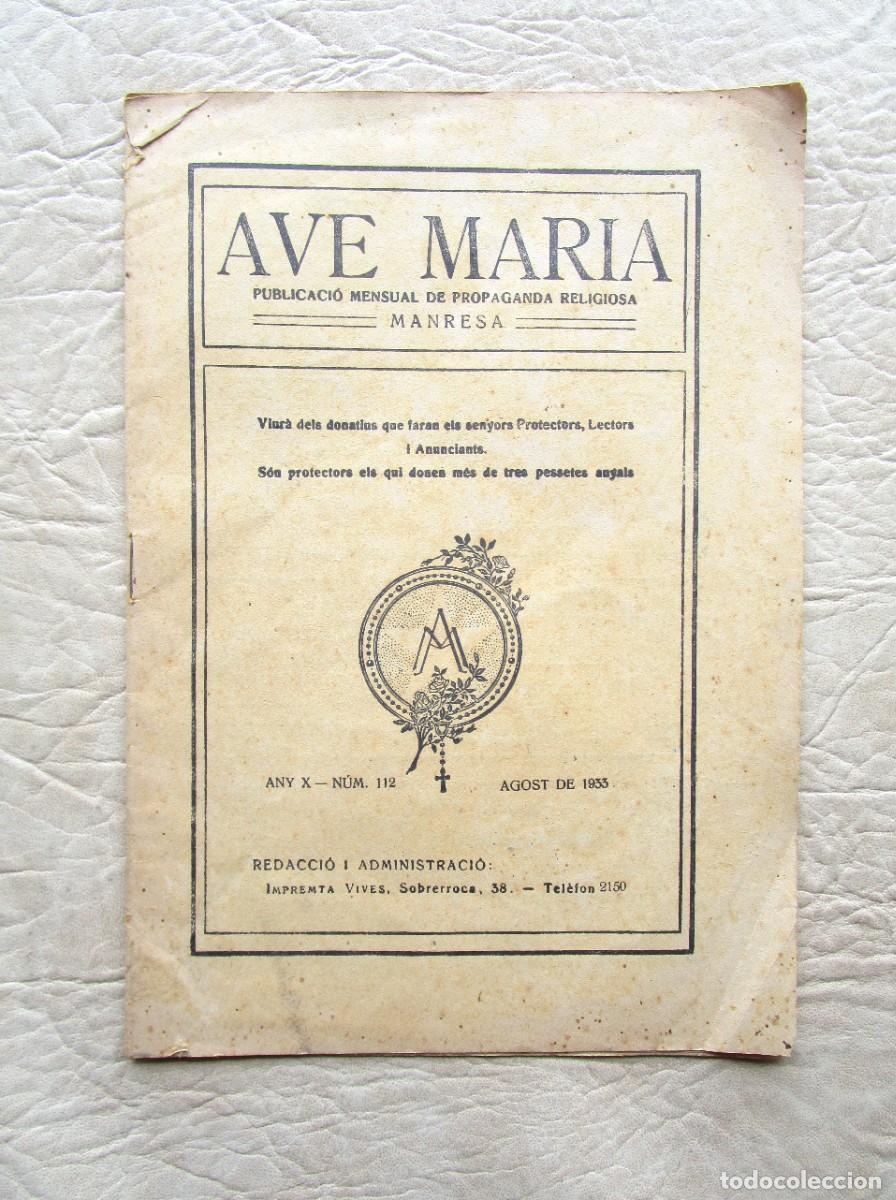 AVE MARIA
PUBLICACIÓ MENSUAL DE PROPAGANDA RELIGIOSA
MANRESA
Viurà dels donatius que faran els senyors Protectors, Lectors
i Anunciants.
Són protectors els qui donen més de tres pessetes anyals
ANY X — NÚM. 112
AGOST DE 1933
REDACCIÓ I ADMINISTRACIÓ:
IMPREMTA VIVES, Sobrerroca, 38. — Telèfon 2150
todocoleccion